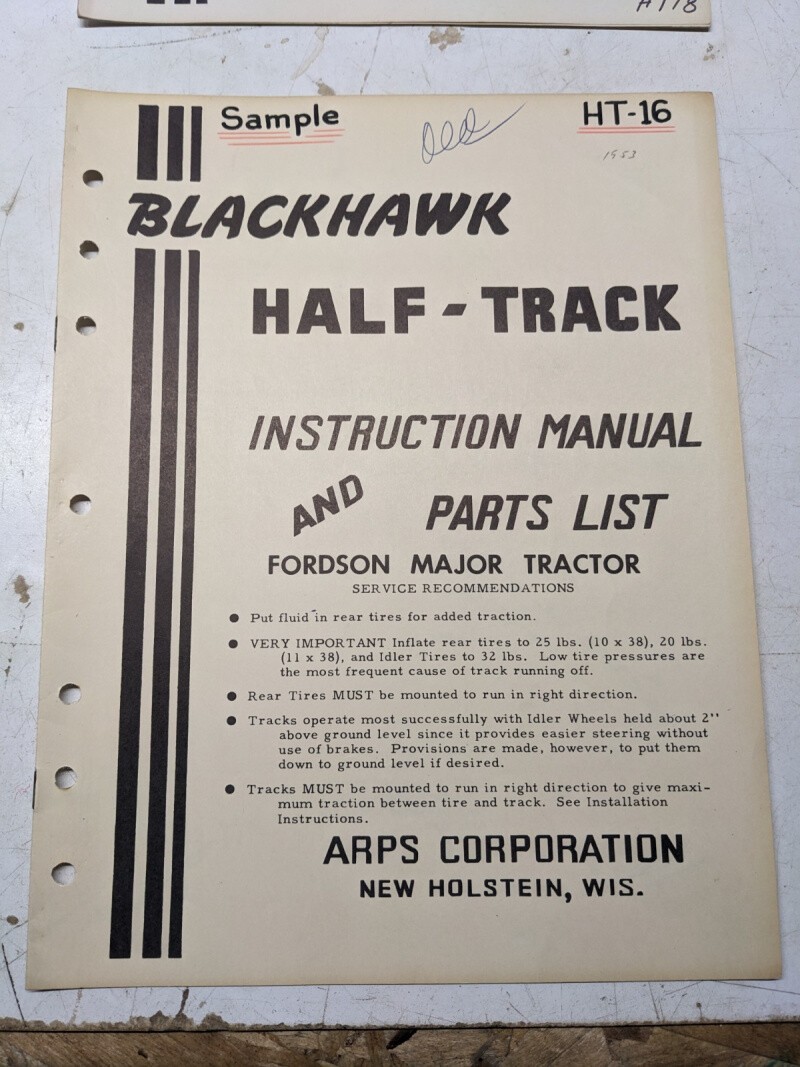 A118
Sample
Old
HT-16
1953
BLACKHAWK
HALF-TRACK
INSTRUCTION MANUAL
AND PARTS LIST
FORDSON MAJOR TRACTOR
SERVICE RECOMMENDATIONS
● Put fluid in rear tires for added traction.
● VERY IMPORTANT Inflate rear tires to 25 lbs. (10 x 38), 20 lbs.
(11 x 38), and Idler Tires to 32 lbs. Low tire pressures are
the most frequent cause of track running off.
● Rear Tires MUST be mounted to run in right direction.
● Tracks operate most successfully with Idler Wheels held about 2"
above ground level since it provides easier steering without
use of brakes. Provisions are made, however, to put them
down to ground level if desired.
● Tracks MUST be mounted to run in right direction to give maxi-
mum traction between tire and track. See Installation
Instructions.
ARPS CORPORATION
NEW HOLSTEIN, WIS.